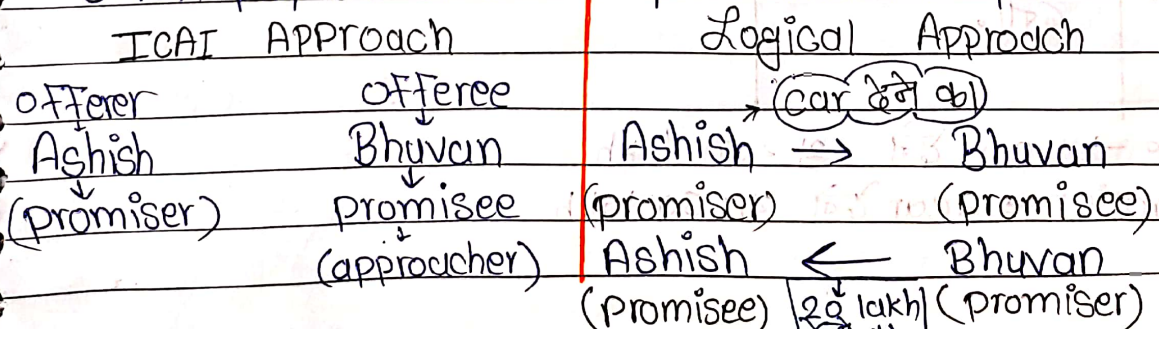 ICAI APProach
offerer offeree
Ashish Bhuvan
(promiser) promisee
(approacher)
Logical Approach
(car देने का)
Ashish → Bhuvan
(promiser) (promisee)
Ashish ← Bhuvan
(promisee) lakh (promiser)